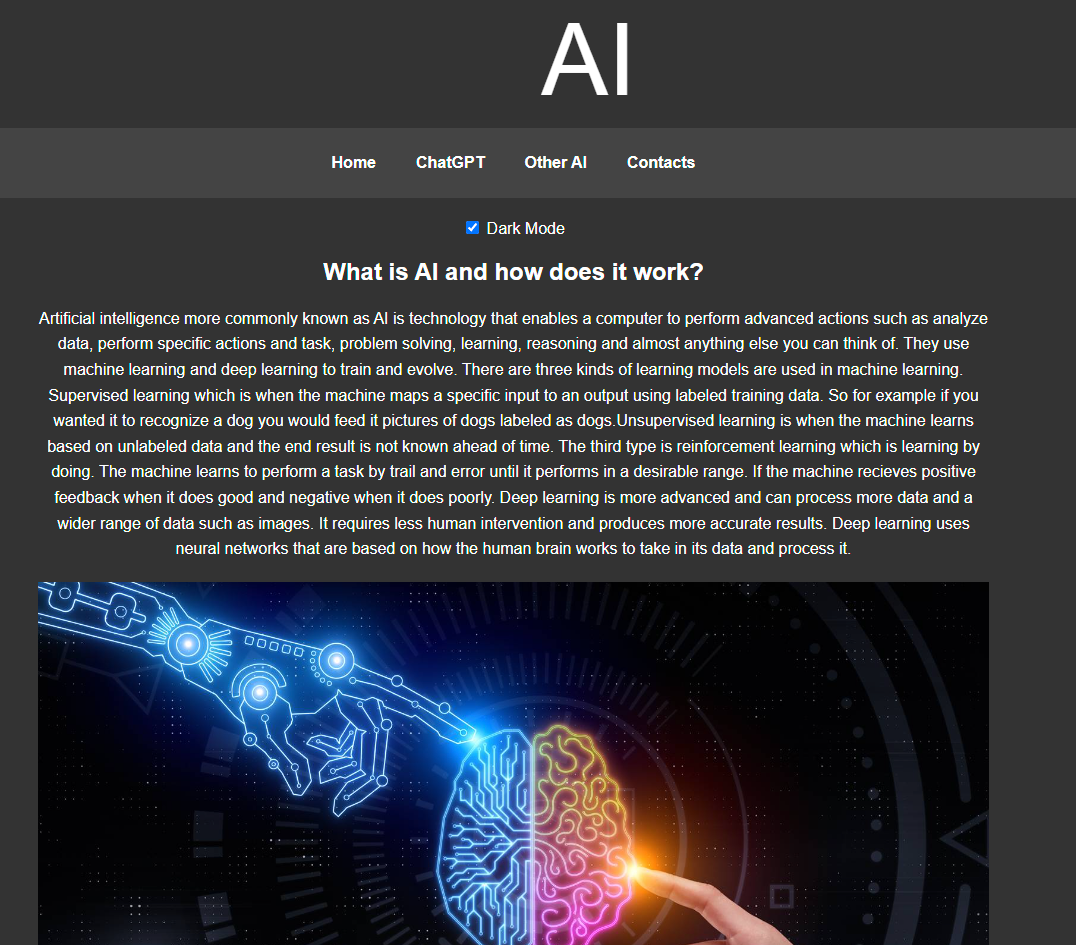 AI
Home ChatGPT Other AI Contacts
Dark Mode
What is AI and how does it work?
Artificial intelligence more commonly known as AI is technology that enables a computer to perform advanced actions such as analyze
data, perform specific actions and task, problem solving, learning, reasoning and almost anything else you can think of. They use
machine learning and deep learning to train and evolve. There are three kinds of learning models are used in machine learning.
Supervised learning which is when the machine maps a specific input to an output using labeled training data. So for example if you
wanted it to recognize a dog you would feed it pictures of dogs labeled as dogs.Unsupervised learning is when the machine learns
based on unlabeled data and the end result is not known ahead of time. The third type is reinforcement learning which is learning by
doing. The machine learns to perform a task by trail and error until it performs in a desirable range. If the machine recieves positive
feedback when it does good and negative when it does poorly. Deep learning is more advanced and can process more data and a
wider range of data such as images. It requires less human intervention and produces more accurate results. Deep learning uses
neural networks that are based on how the human brain works to take in its data and process it.